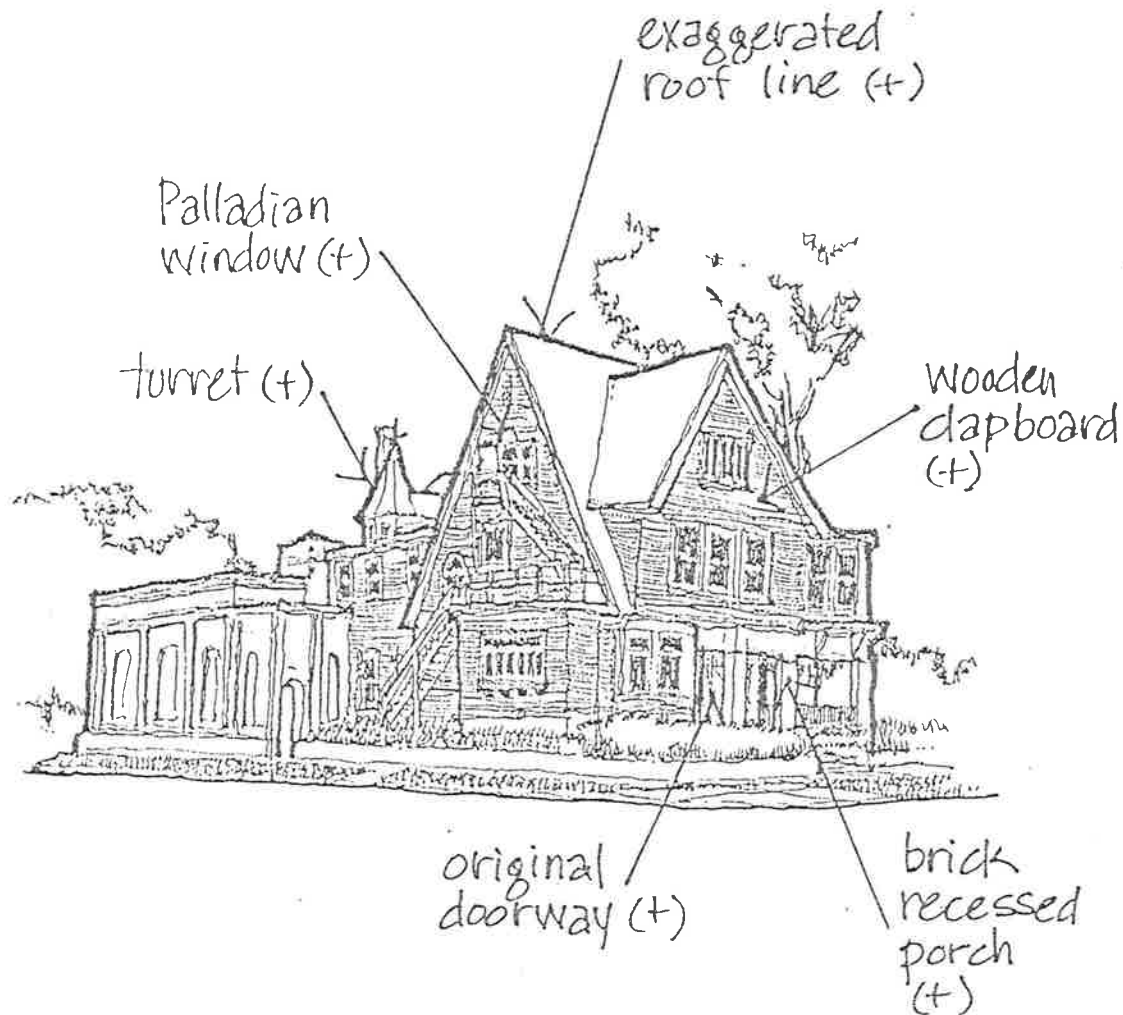 exaggerated
roof line (+)
Palladian
window (+)
turret (+)
wooden
clapboard
(+)
original
doorway (+)
brick
recessed
porch
(+)